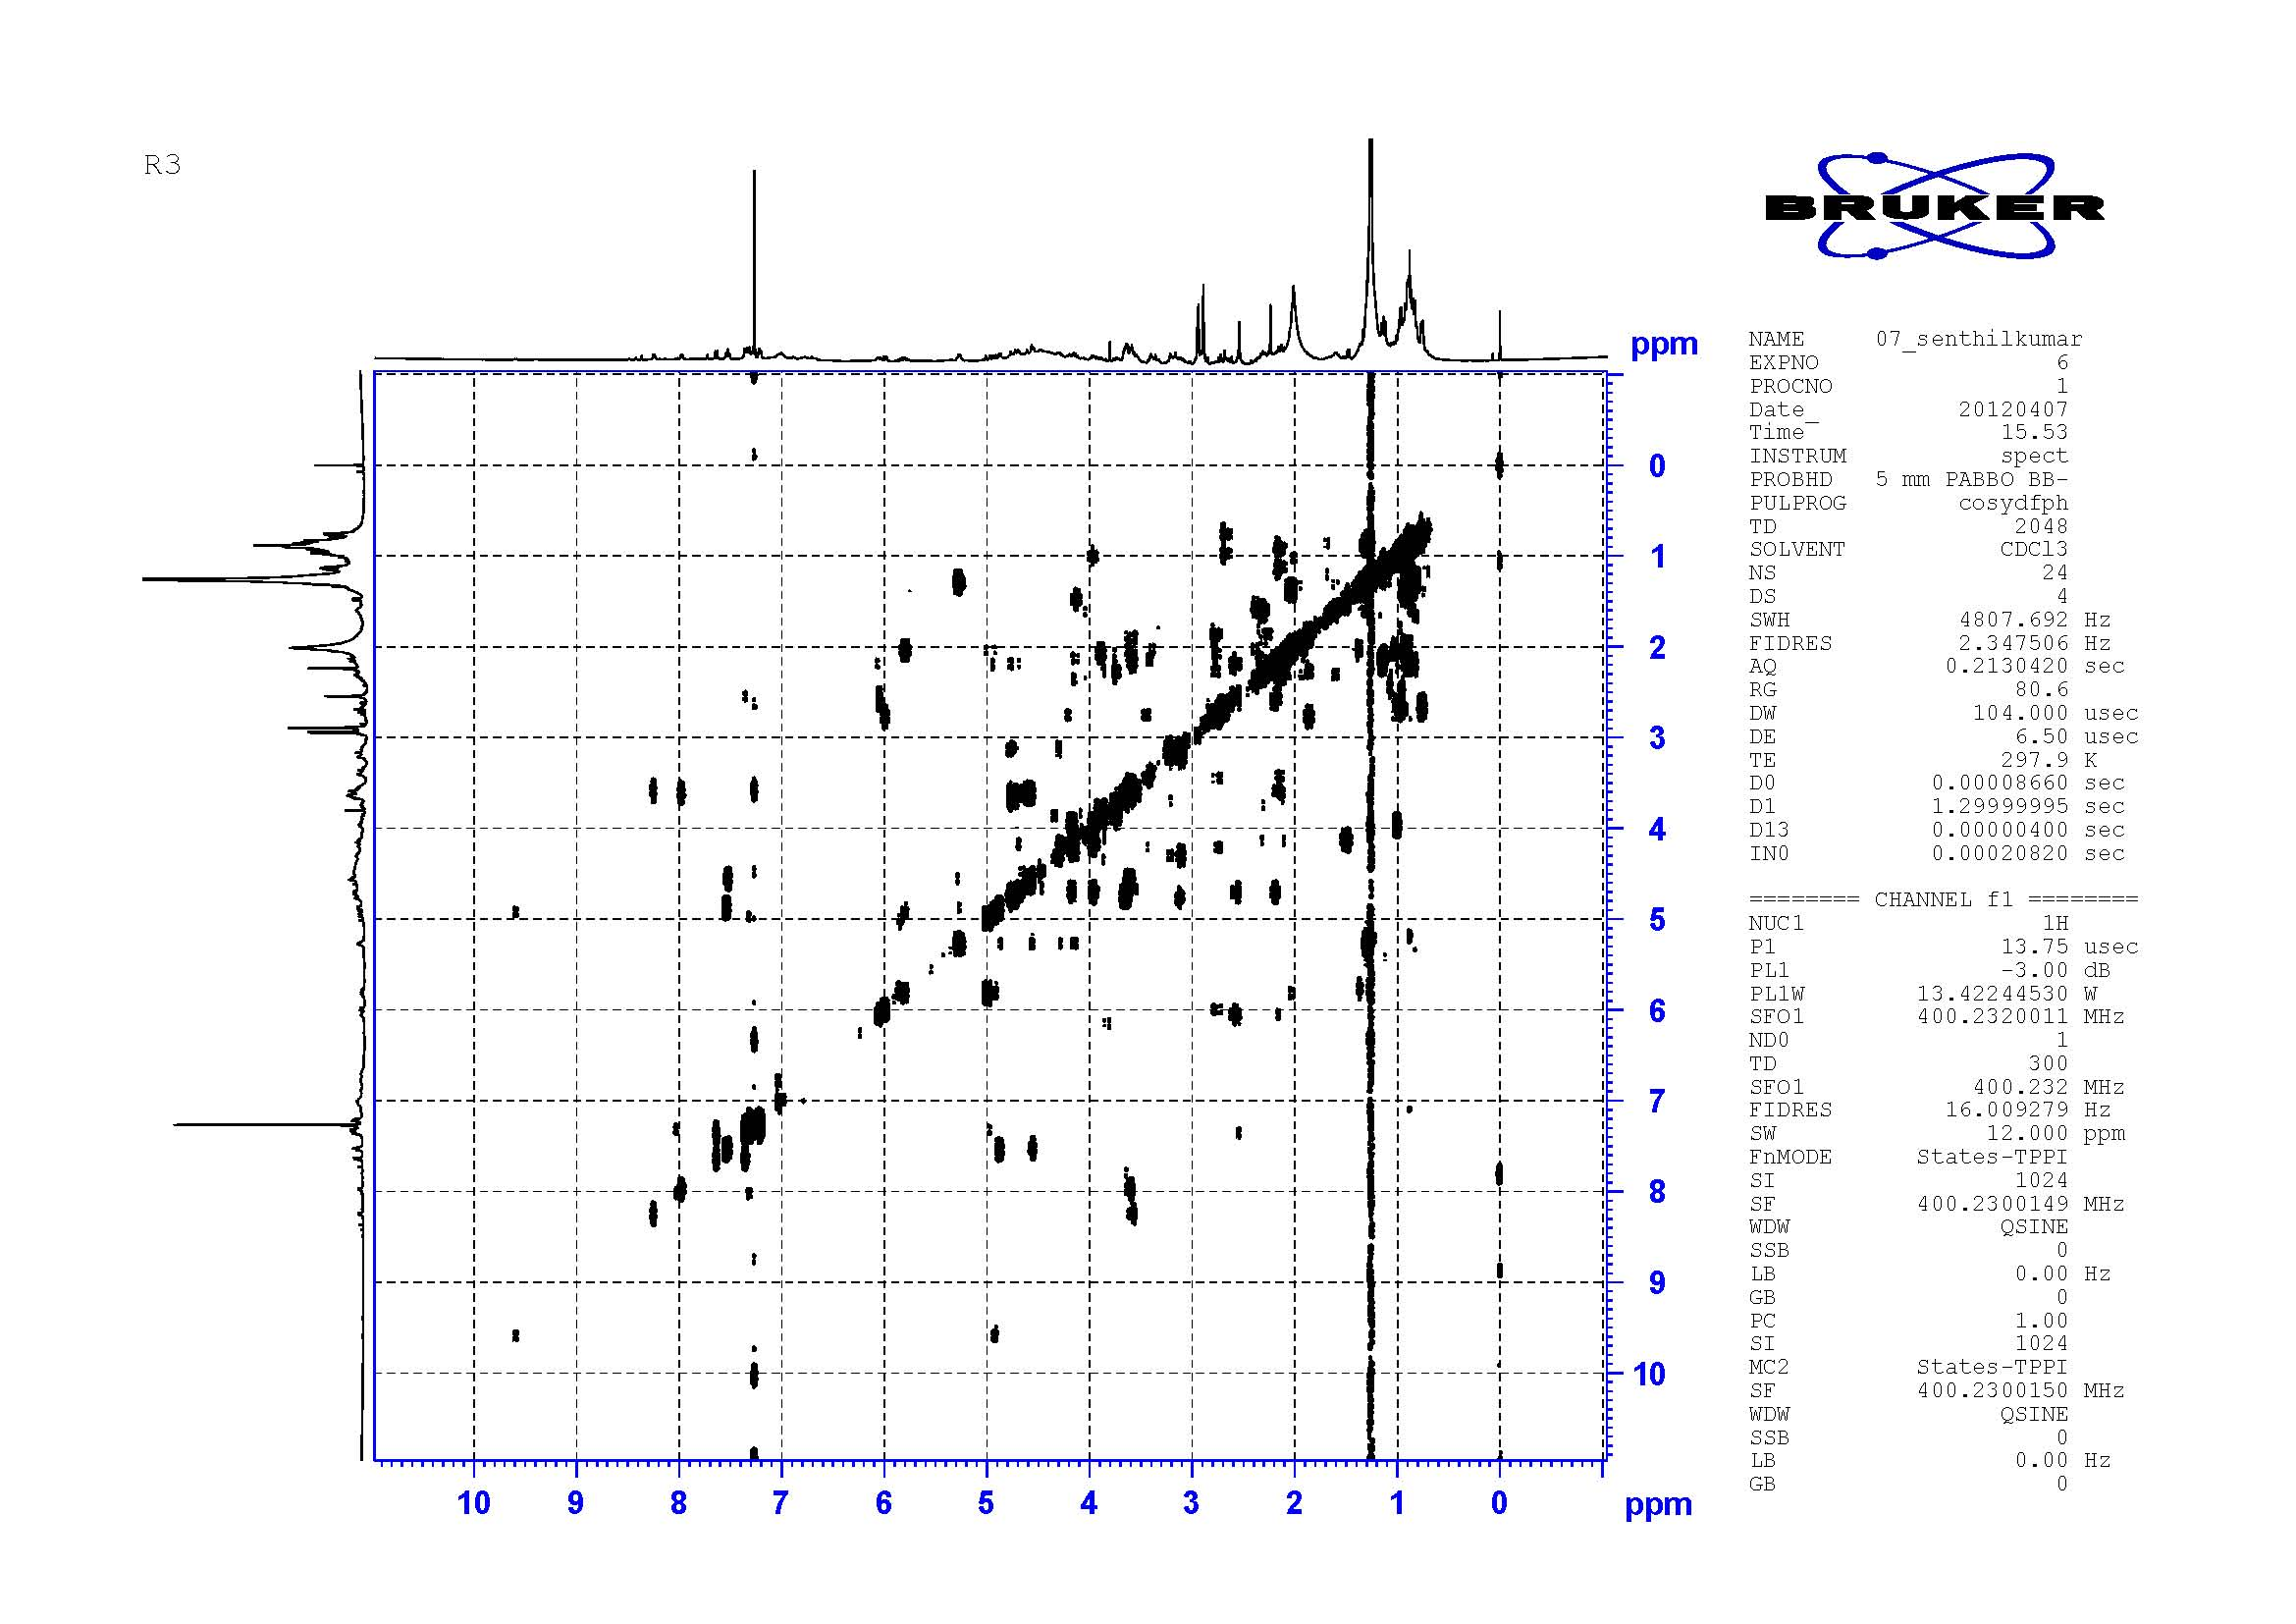 R3
BRUKER
ppm
0
1
2
3
4
5
6
7
8
9
10
10 9 8 7 6 5 4 3 2 1 0 ppm
NAME 07_senthilkumar
EXPNO 6
PROCNO 1
Date_ 20120407
Time 15.53
INSTRUM spect
PROBHD 5 mm PABBO BB-
PULPROG cosydfph
TD 2048
SOLVENT CDCl3
NS 24
DS 4
SWH 4807.692 Hz
FIDRES 2.347506 Hz
AQ 0.2130420 sec
RG 80.6
DW 104.000 usec
DE 6.50 usec
TE 297.9 K
D0 0.00008660 sec
D1 1.29999995 sec
D13 0.00000400 sec
IN0 0.00020820 sec
======== CHANNEL f1 ========
NUC1 1H
P1 13.75 usec
PL1 -3.00 dB
PL1W 13.42244530 W
SFO1 400.2320011 MHz
ND0 1
TD 300
SFO1 400.232 MHz
FIDRES 16.009279 Hz
SW 12.000 ppm
FnMODE States-TPPI
SI 1024
SF 400.2300149 MHz
WDW QSINE
SSB 0
LB 0.00 Hz
GB 0
PC 1.00
SI 1024
MC2 States-TPPI
SF 400.2300150 MHz
WDW QSINE
SSB 0
LB 0.00 Hz
GB 0